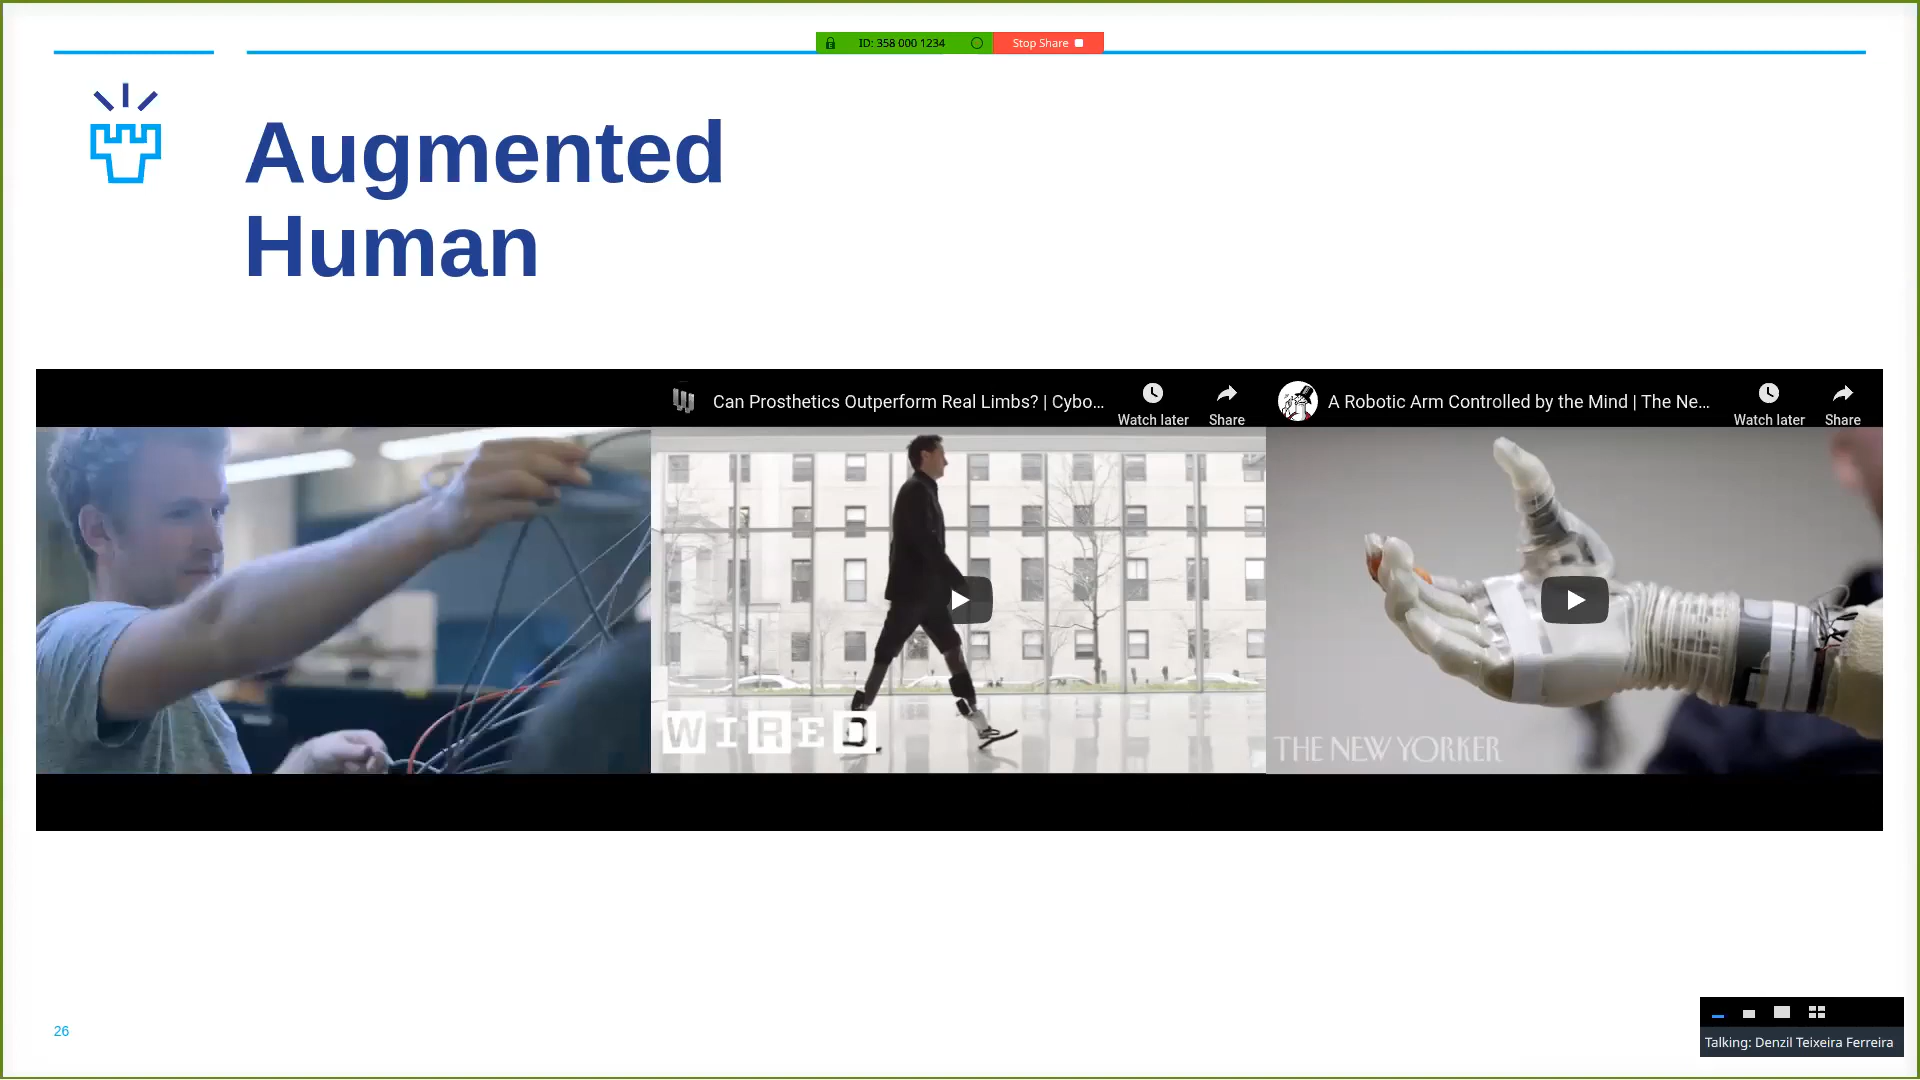 ID: 358 000 1234
Stop Share
Augmented
Human
Can Prosthetics Outperform Real Limbs? | Cybo...
Watch later
Share
A Robotic Arm Controlled by the Mind | The Ne...
Watch later
Share
WIRED
THE NEW YORKER
26
Talking: Denzil Teixeira Ferreira